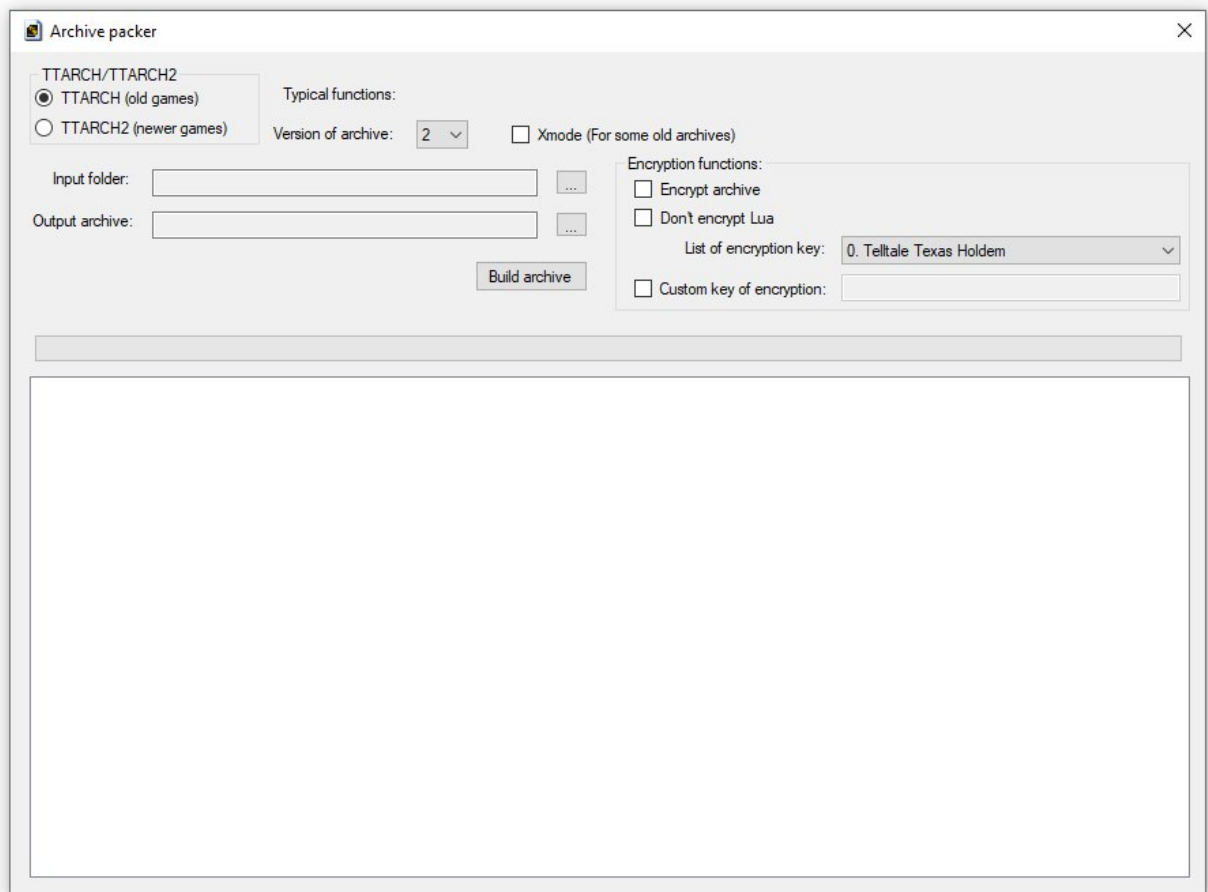 Archive packer
TTARCH/TTARCH2
TTARCH (old games)
TTARCH2 (newer games)
Typical functions:
Version of archive:
2
Xmode (For some old archives)
Input folder:
...
Output archive:
...
Build archive
Encryption functions:
Encrypt archive
Don't encrypt Lua
List of encryption key:
0. Telltale Texas Holdem
Custom key of encryption: